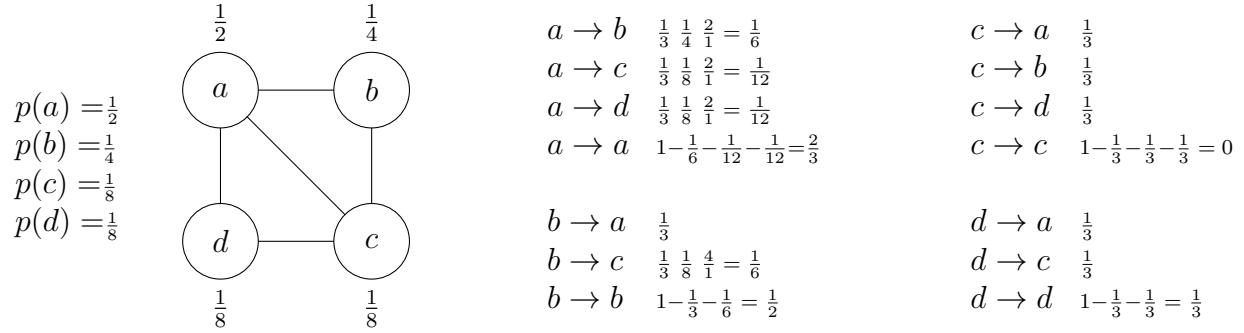 1/2 1/4
a b
p(a) = 1/2
p(b) = 1/4
p(c) = 1/8
p(d) = 1/8
d c
1/8 1/8
a → b 1/3 1/4 2/1 = 1/6
a → c 1/3 1/8 2/1 = 1/12
a → d 1/3 1/8 2/1 = 1/12
a → a 1−1/6−1/12−1/12=2/3
b → a 1/3
b → c 1/3 1/8 4/1 = 1/6
b → b 1−1/3−1/6 = 1/2
c → a 1/3
c → b 1/3
c → d 1/3
c → c 1−1/3−1/3−1/3 = 0
d → a 1/3
d → c 1/3
d → d 1−1/3−1/3 = 1/3